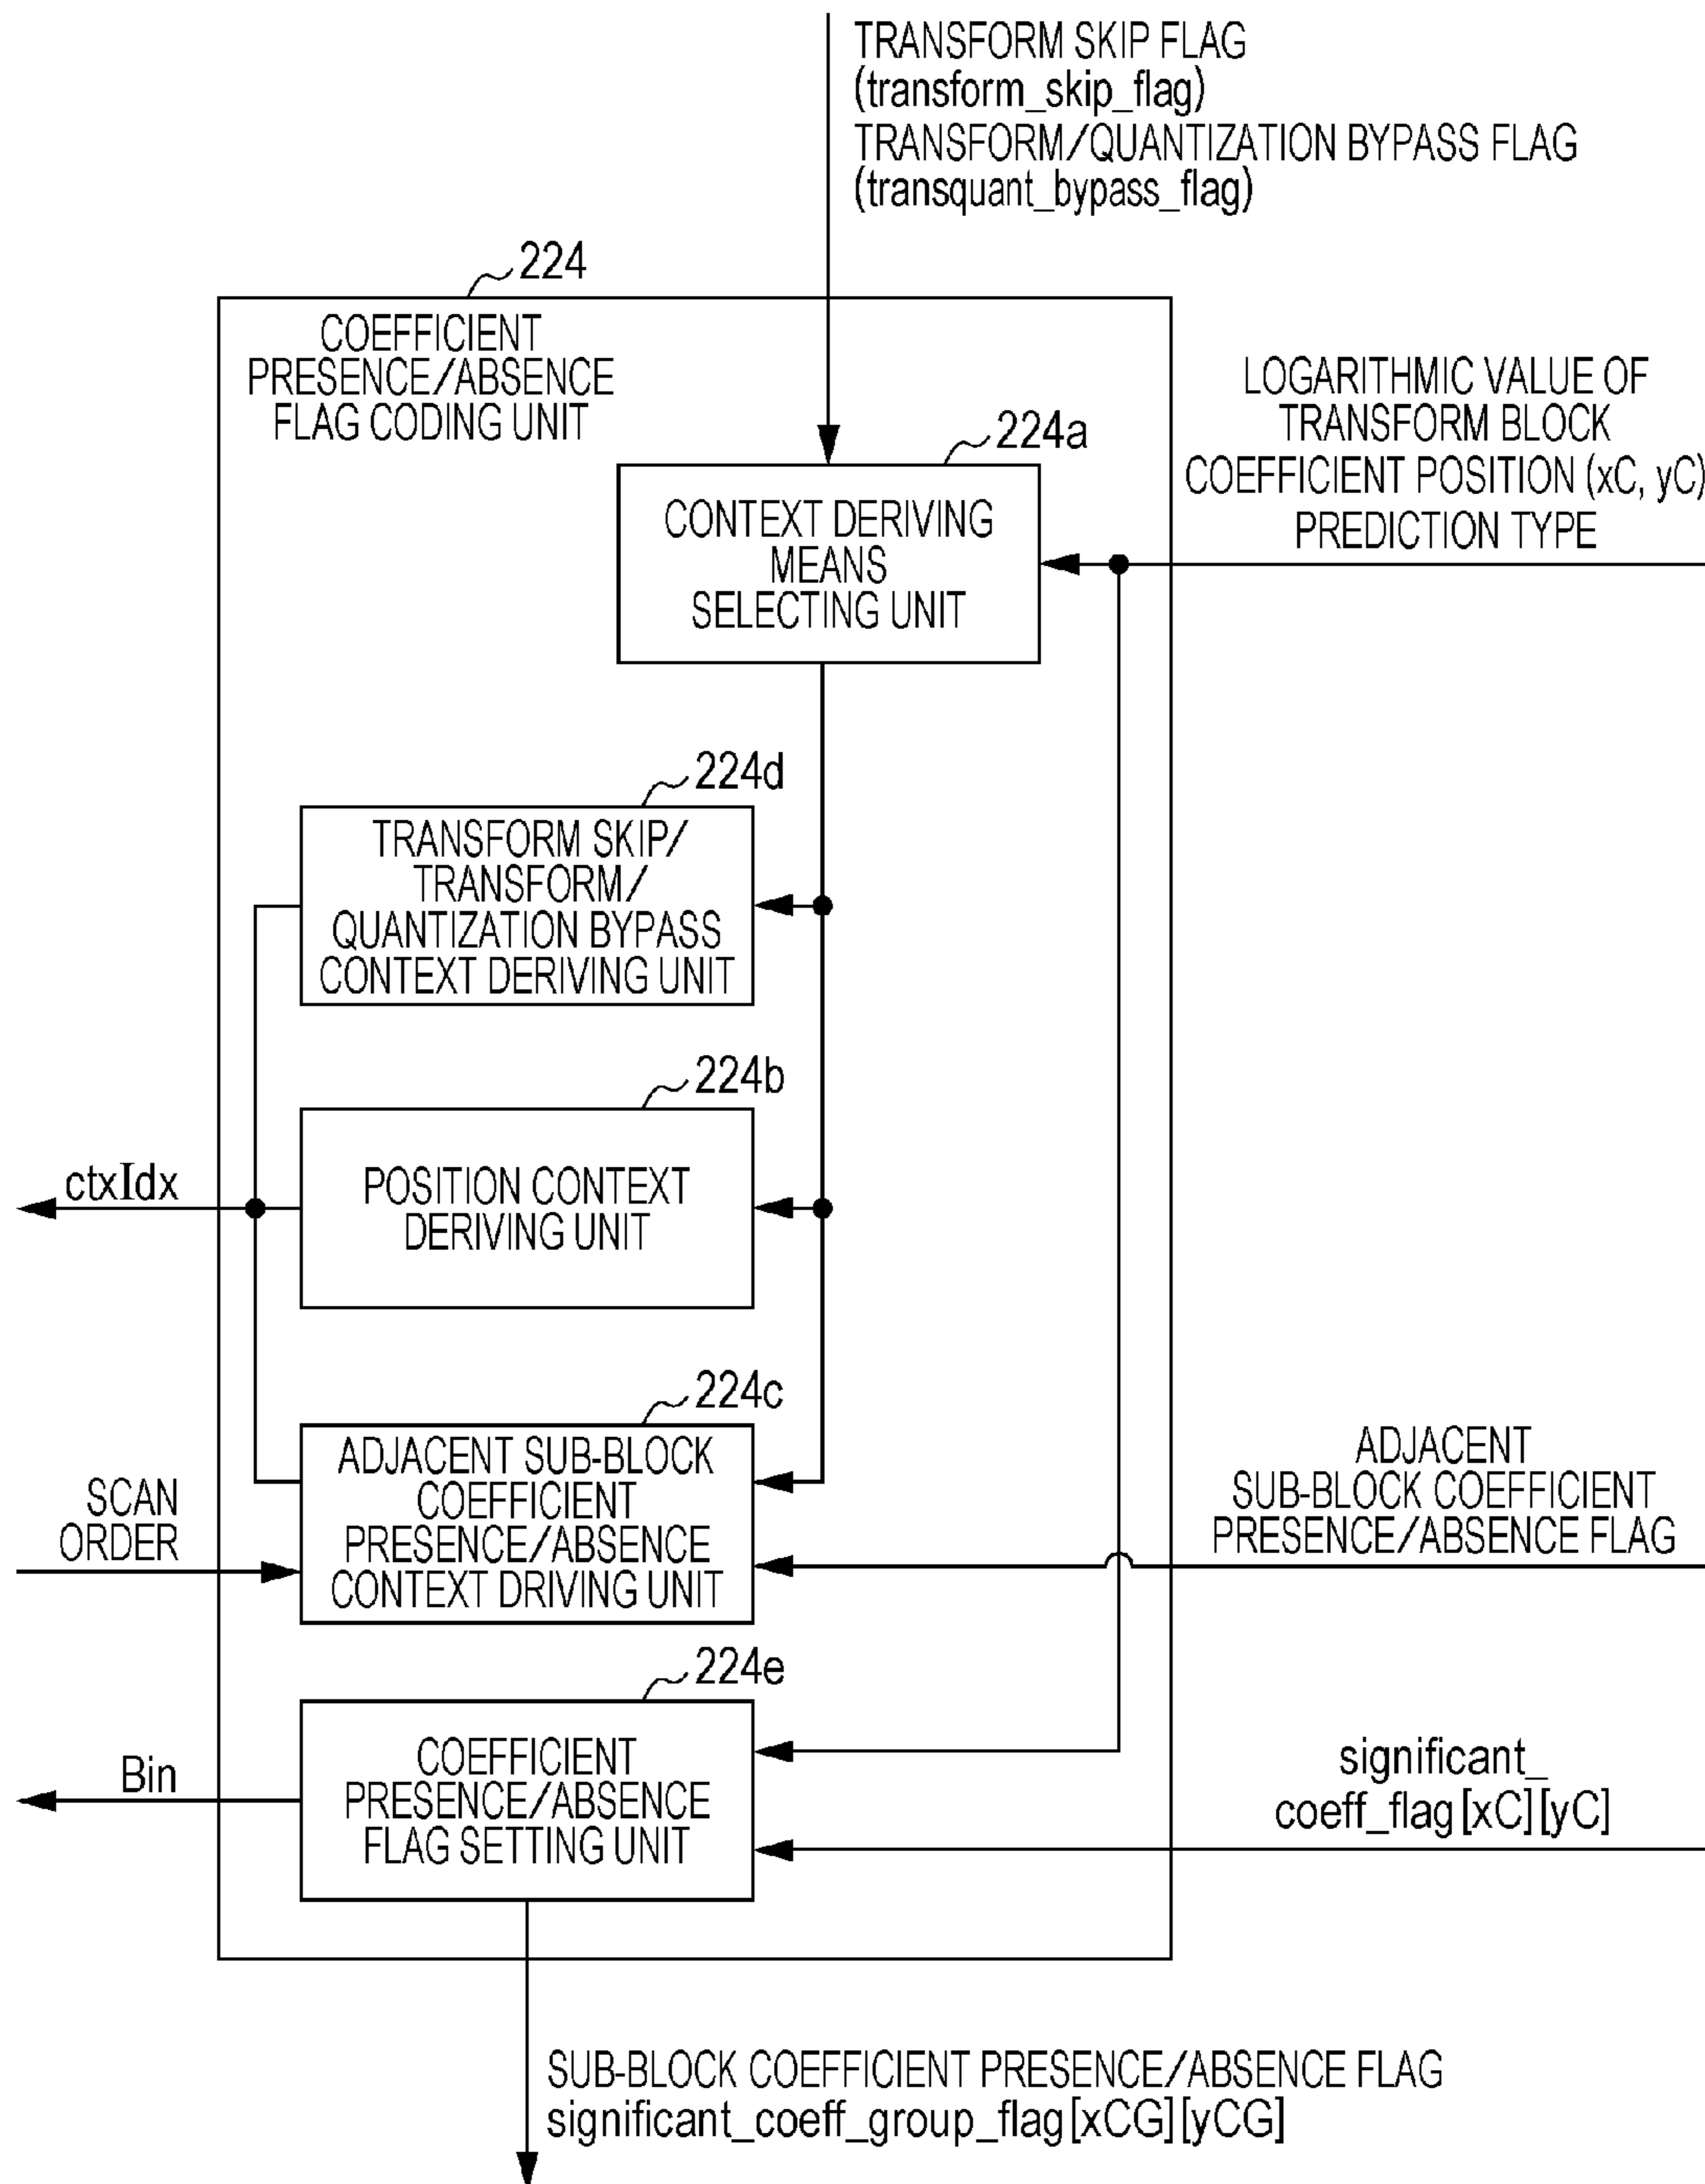 TRANSFORM SKIP FLAG
(transform_skip_flag)
TRANSFORM/QUANTIZATION BYPASS FLAG
(transquant_bypass_flag)
224
COEFFICIENT
PRESENCE/ABSENCE
FLAG CODING UNIT
LOGARITHMIC VALUE OF
TRANSFORM BLOCK
COEFFICIENT POSITION (xC, yC)
PREDICTION TYPE
224a
CONTEXT DERIVING
MEANS
SELECTING UNIT
224d
TRANSFORM SKIP/
TRANSFORM/
QUANTIZATION BYPASS
CONTEXT DERIVING UNIT
224b
POSITION CONTEXT
DERIVING UNIT
ctxIdx
224c
ADJACENT SUB-BLOCK
COEFFICIENT
PRESENCE/ABSENCE
CONTEXT DRIVING UNIT
SCAN
ORDER
ADJACENT
SUB-BLOCK COEFFICIENT
PRESENCE/ABSENCE FLAG
224e
COEFFICIENT
PRESENCE/ABSENCE
FLAG SETTING UNIT
Bin
significant_
coeff_flag[xC][yC]
SUB-BLOCK COEFFICIENT PRESENCE/ABSENCE FLAG
significant_coeff_group_flag[xCG][yCG]